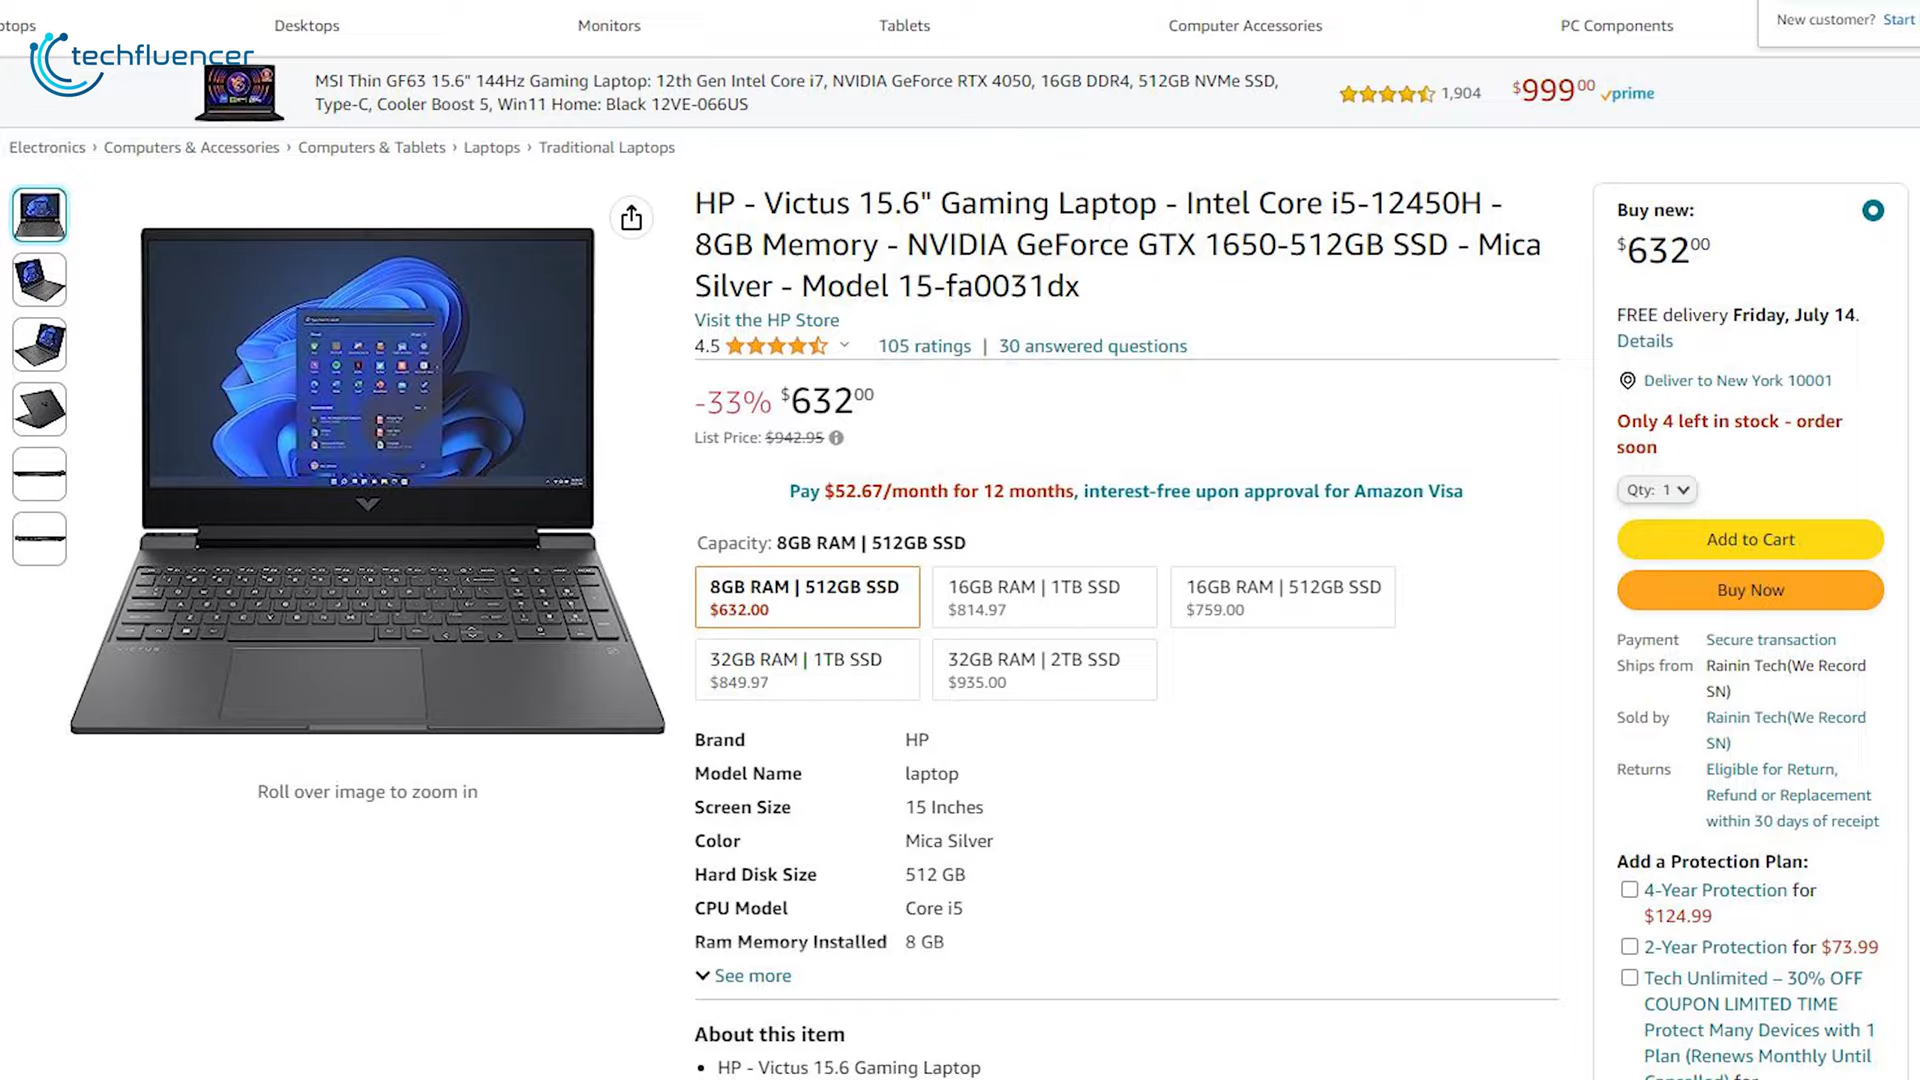 ptops
Desktops
Monitors
Tablets
Computer Accessories
PC Components
New customer? Start
techfluencer
MSI Thin GF63 15.6" 144Hz Gaming Laptop: 12th Gen Intel Core i7, NVIDIA GeForce RTX 4050, 16GB DDR4, 512GB NVMe SSD,
Type-C, Cooler Boost 5, Win11 Home: Black 12VE-066US
1,904
$999.00
prime
Electronics › Computers & Accessories › Computers & Tablets › Laptops › Traditional Laptops
HP - Victus 15.6" Gaming Laptop - Intel Core i5-12450H -
8GB Memory - NVIDIA GeForce GTX 1650-512GB SSD - Mica
Silver - Model 15-fa0031dx
Visit the HP Store
4.5
105 ratings | 30 answered questions
-33% $632.00
List Price: $942.95
Pay $52.67/month for 12 months, interest-free upon approval for Amazon Visa
Capacity: 8GB RAM | 512GB SSD
8GB RAM | 512GB SSD
$632.00
16GB RAM | 1TB SSD
$814.97
16GB RAM | 512GB SSD
$759.00
32GB RAM | 1TB SSD
$849.97
32GB RAM | 2TB SSD
$935.00
Brand HP
Model Name laptop
Screen Size 15 Inches
Color Mica Silver
Hard Disk Size 512 GB
CPU Model Core i5
Ram Memory Installed 8 GB
See more
About this item
• HP - Victus 15.6 Gaming Laptop
VICTUS
Roll over image to zoom in
Buy new:
$632.00
FREE delivery Friday, July 14.
Details
Deliver to New York 10001
Only 4 left in stock - order
soon
Qty: 1
Add to Cart
Buy Now
Payment Secure transaction
Ships from Rainin Tech(We Record
SN)
Sold by Rainin Tech(We Record
SN)
Returns Eligible for Return,
Refund or Replacement
within 30 days of receipt
Add a Protection Plan:
4-Year Protection for
$124.99
2-Year Protection for $73.99
Tech Unlimited – 30% OFF
COUPON LIMITED TIME
Protect Many Devices with 1
Plan (Renews Monthly Until
Cancelled) for